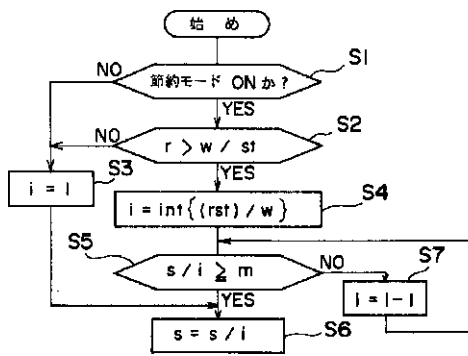 始め
S1
NO
節約モード ONか?
YES
S2
NO
r > w / st
YES
S3
i = 1
S4
i = int{(rst) / w}
S5
s / i ≧ m
NO
S7
YES
i = i - 1
s = s / i
S6